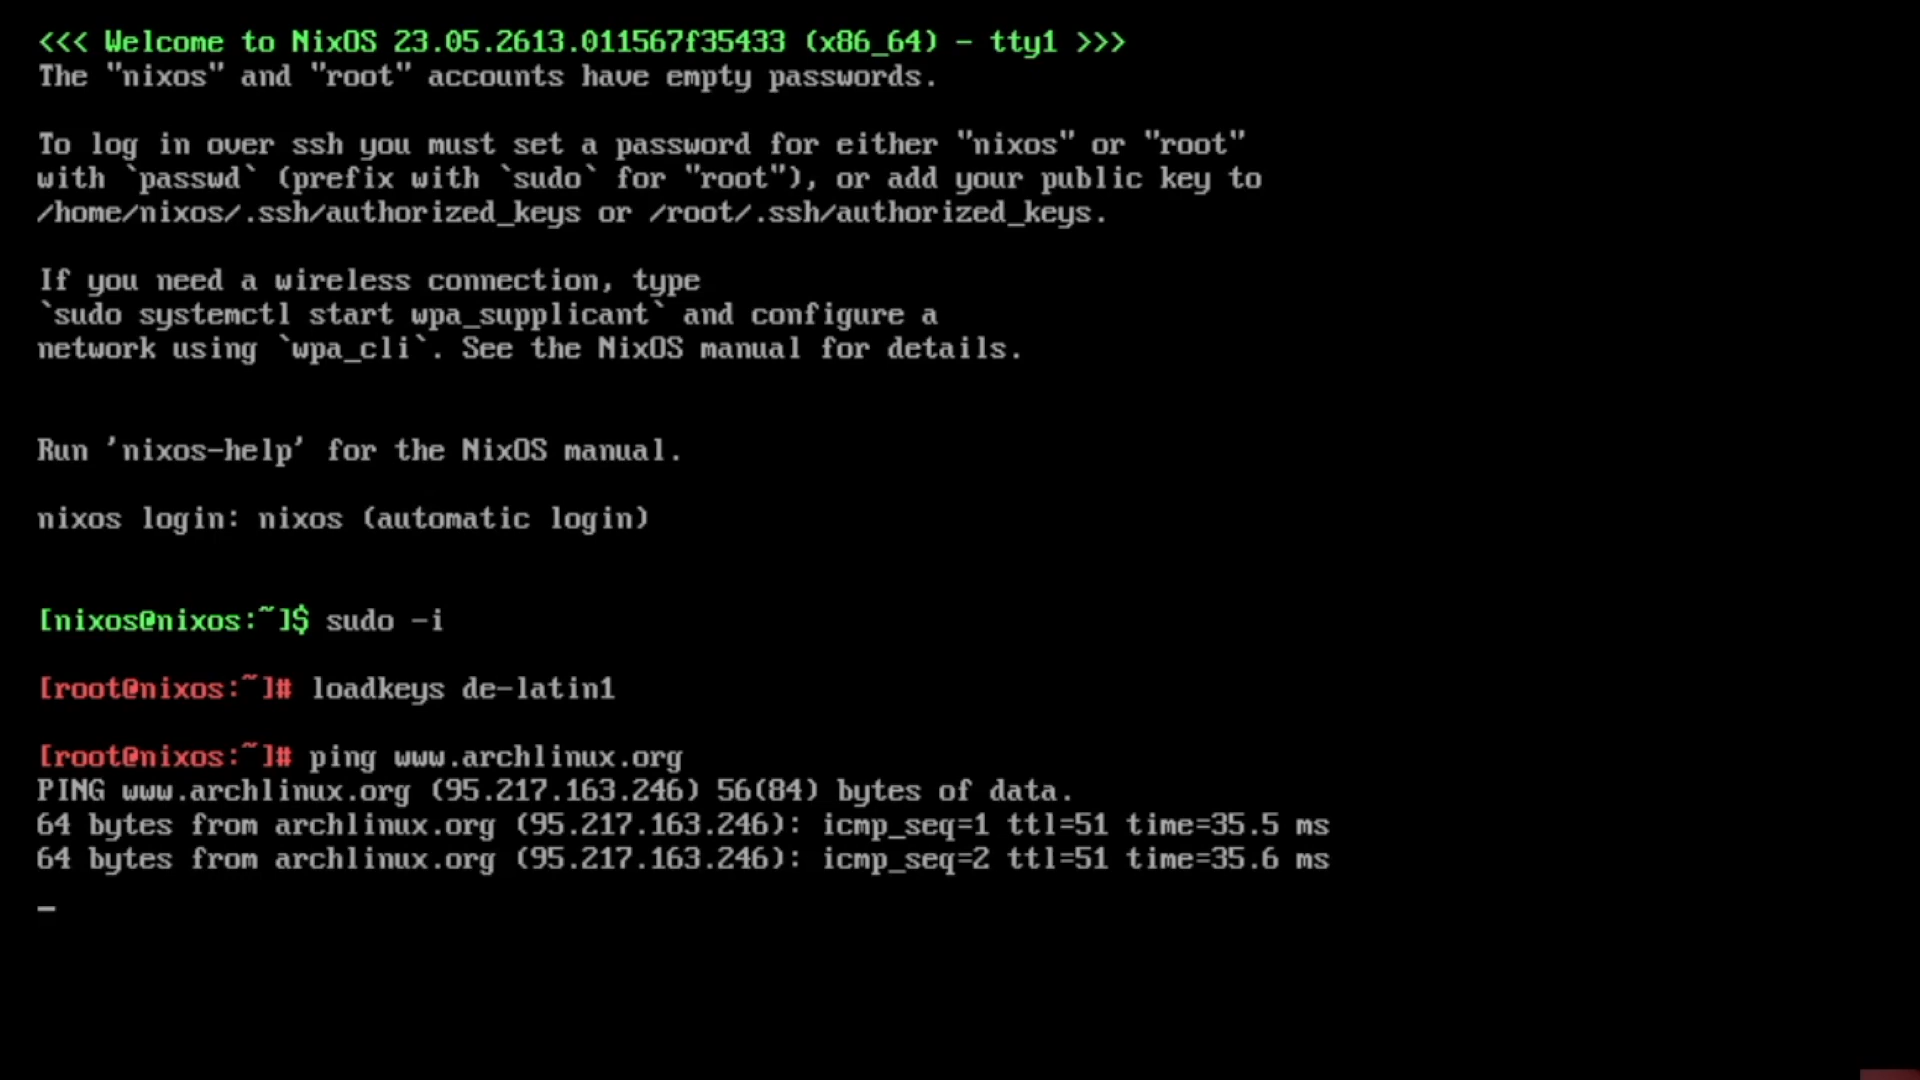 <<< Welcome to NixOS 23.05.2613.011567f35433 (x86_64) - tty1 >>>
The "nixos" and "root" accounts have empty passwords.
To log in over ssh you must set a password for either "nixos" or "root"
with `passwd` (prefix with `sudo` for "root"), or add your public key to
/home/nixos/.ssh/authorized_keys or /root/.ssh/authorized_keys.
If you need a wireless connection, type
`sudo systemctl start wpa_supplicant` and configure a
network using `wpa_cli`. See the NixOS manual for details.
Run 'nixos-help' for the NixOS manual.
nixos login: nixos (automatic login)
[nixos@nixos:~]$ sudo -i
[root@nixos:~]# loadkeys de-latin1
[root@nixos:~]# ping www.archlinux.org
PING www.archlinux.org (95.217.163.246) 56(84) bytes of data.
64 bytes from archlinux.org (95.217.163.246): icmp_seq=1 ttl=51 time=35.5 ms
64 bytes from archlinux.org (95.217.163.246): icmp_seq=2 ttl=51 time=35.6 ms